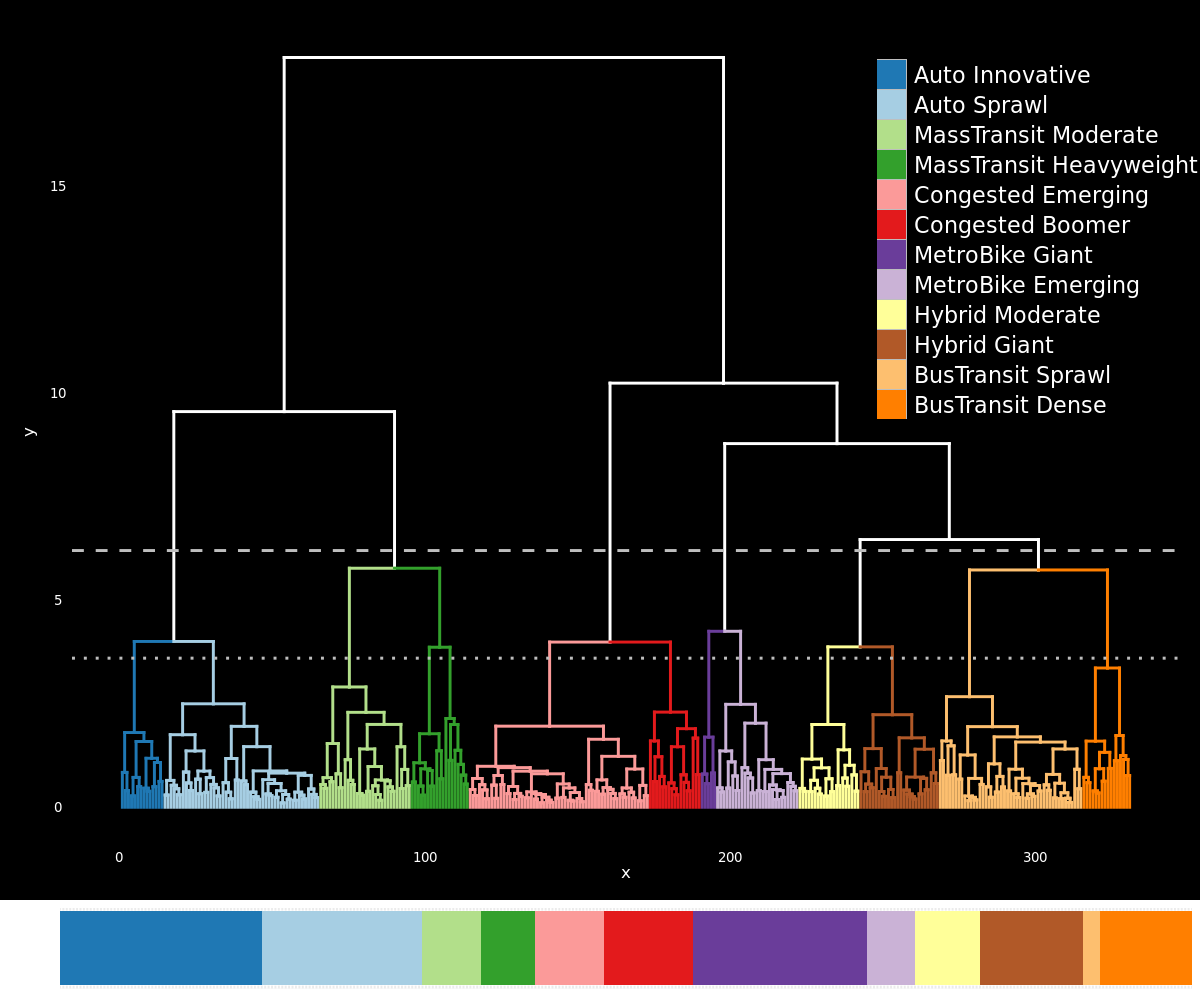 Auto Innovative
Auto Sprawl
MassTransit Moderate
MassTransit Heavyweight
Congested Emerging
Congested Boomer
MetroBike Giant
MetroBike Emerging
Hybrid Moderate
Hybrid Giant
BusTransit Sprawl
BusTransit Dense
15
10
y
5
0
0 100 200 300
x